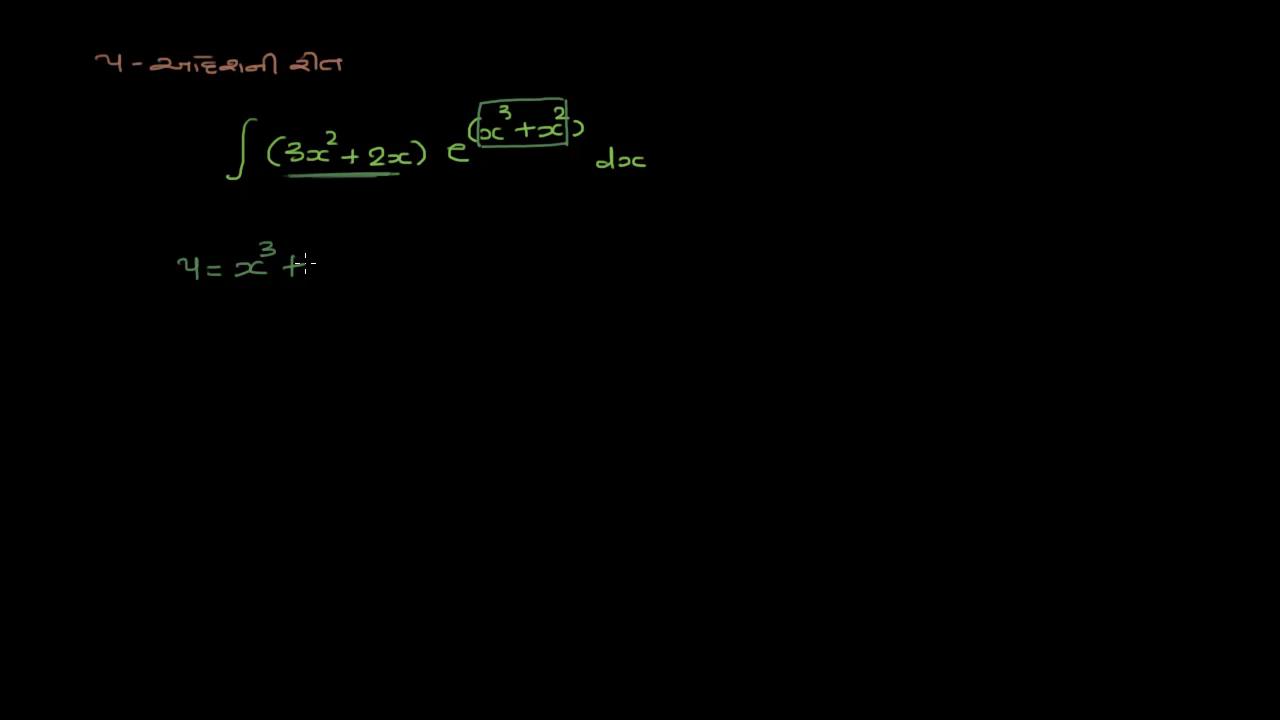 u - આદેશની રીત
∫ (3x² + 2x) e^(x³ + x²) dx
u = x³ +